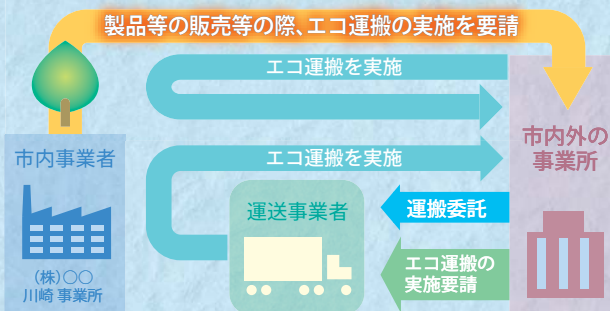 製品等の販売等の際、エコ運搬の実施を要請
エコ運搬を実施
市内事業者
エコ運搬を実施
市内外の
事業所
運送事業者
運搬委託
エコ運搬の
実施要請
(株)○○
川崎 事業所